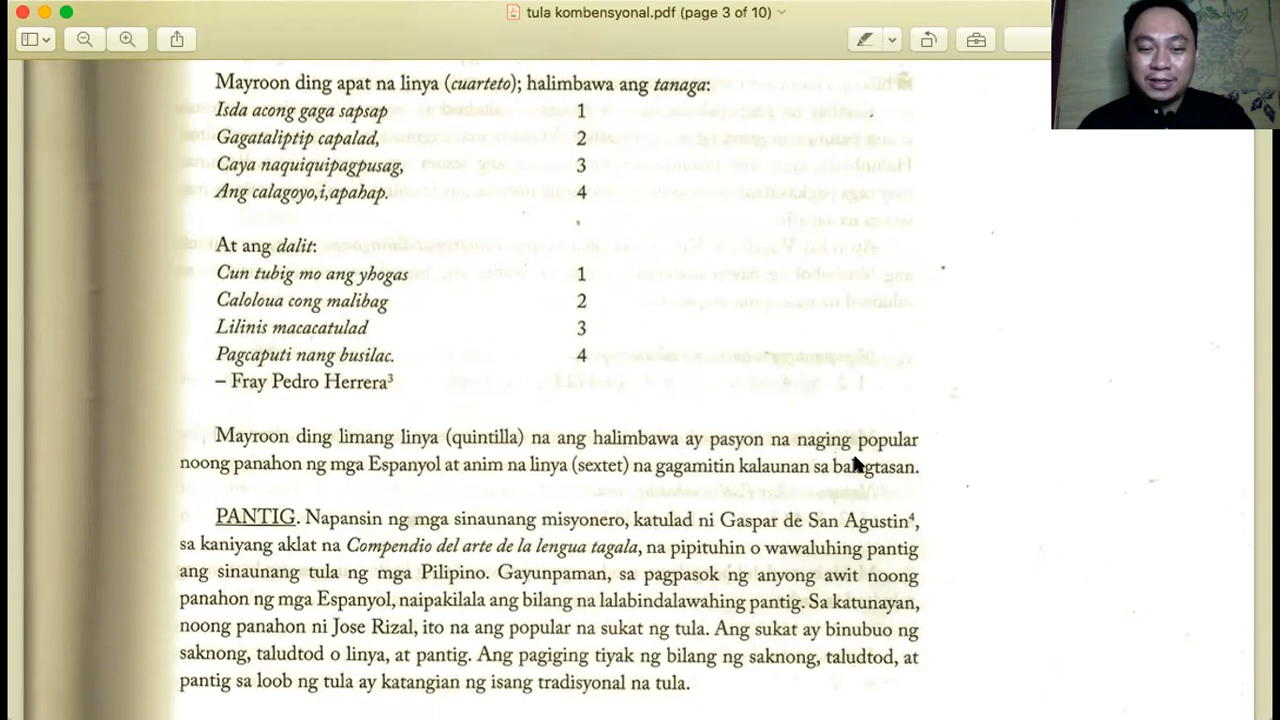 tula kombensyonal.pdf (page 3 of 10)
Mayroon ding apat na linya (cuarteto); halimbawa ang tanaga:
Isda acong gaga sapsap 1
Gagataliptip capalad, 2
Caya naquiquipagpusag, 3
Ang calagoyo,i,apahap. 4
At ang dalit:
Cun tubig mo ang yhogas 1
Caloloua cong malibag 2
Lilinis macacatulad 3
Pagcaputi nang busilac. 4
– Fray Pedro Herrera³
Mayroon ding limang linya (quintilla) na ang halimbawa ay pasyon na naging popular
noong panahon ng mga Espanyol at anim na linya (sextet) na gagamitin kalaunan sa balagtasan.
PANTIG. Napansin ng mga sinaunang misyonero, katulad ni Gaspar de San Agustin⁴,
sa kaniyang aklat na Compendio del arte de la lengua tagala, na pipituhin o wawaluhing pantig
ang sinaunang tula ng mga Pilipino. Gayunpaman, sa pagpasok ng anyong awit noong
panahon ng mga Espanyol, naipakilala ang bilang na lalabindalawahing pantig. Sa katunayan,
noong panahon ni Jose Rizal, ito na ang popular na sukat ng tula. Ang sukat ay binubuo ng
saknong, taludtod o linya, at pantig. Ang pagiging tiyak ng bilang ng saknong, taludtod, at
pantig sa loob ng tula ay katangian ng isang tradisyonal na tula.